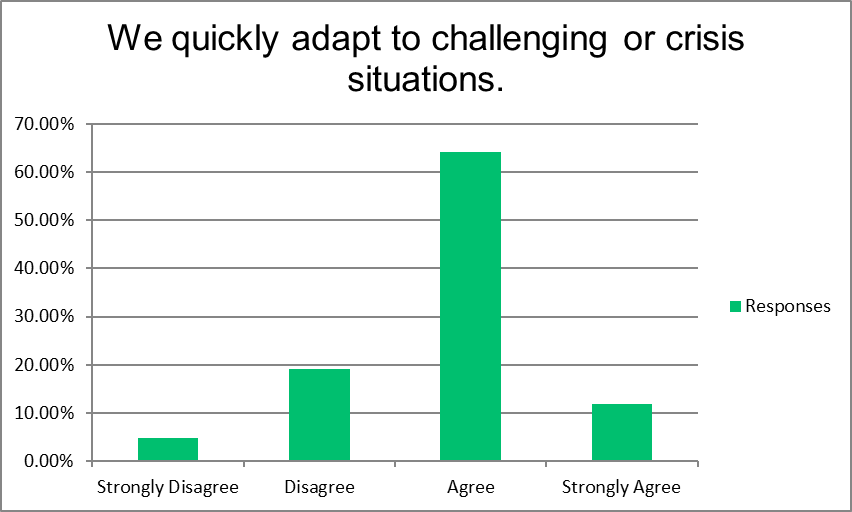 We quickly adapt to challenging or crisis
situations.
70.00%
60.00%
50.00%
40.00%
30.00%
20.00%
10.00%
0.00%
Strongly Disagree Disagree Agree Strongly Agree
Responses